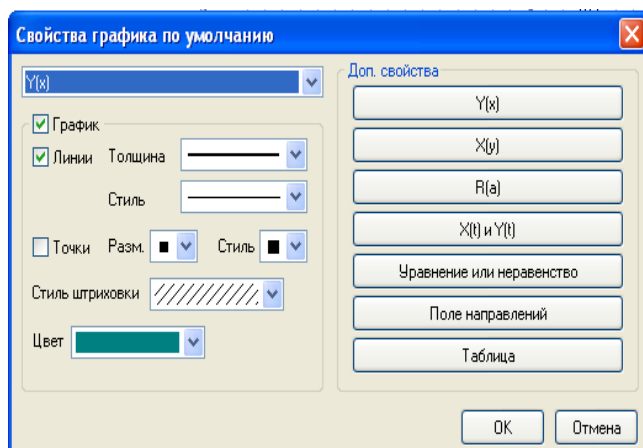 Свойства графика по умолчанию
Y(x)
График
Линии Толщина
Стиль
Точки Разм. Стиль
Стиль штриховки
Цвет
Доп. свойства
Y(x)
X(y)
R(a)
X(t) и Y(t)
Уравнение или неравенство
Поле направлений
Таблица
OK Отмена